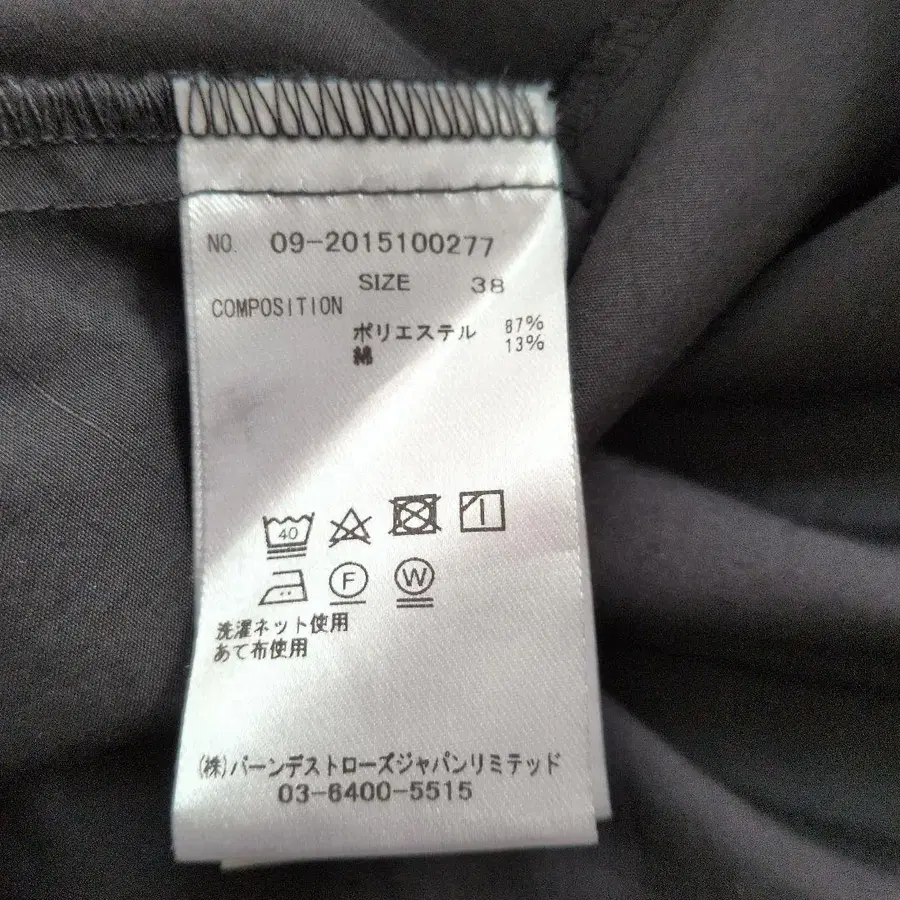 NO. 09-2015100277
SIZE 38
COMPOSITION
ポリエステル 87%
綿 13%
40
F W
洗濯ネット使用
あて布使用
(株)バーンデストローズジャパンリミテッド
03-6400-5515